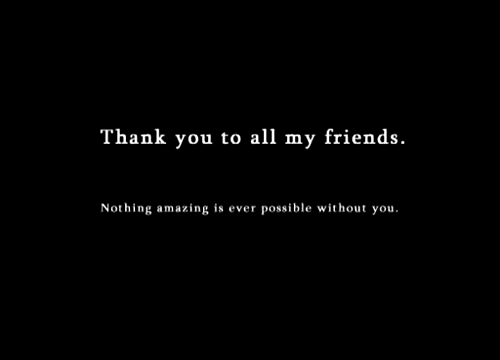 Thank you to all my friends.
Nothing amazing is ever possible without you.